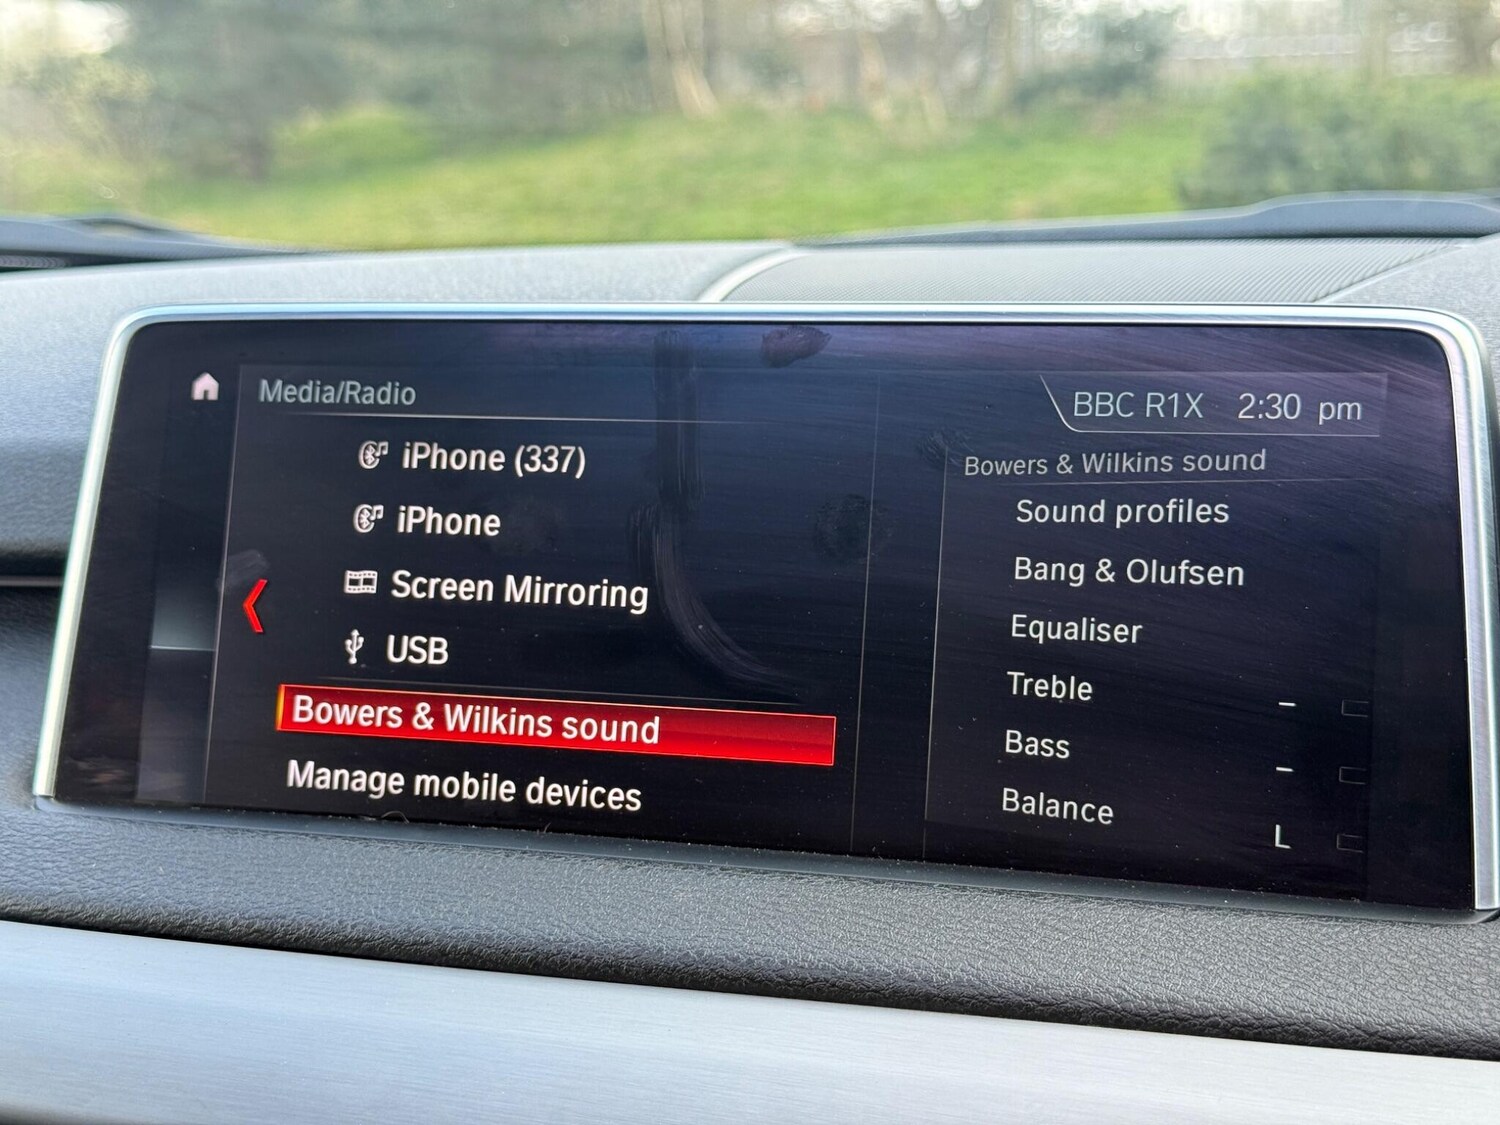 Media/Radio
BBC R1X 2:30 pm
iPhone (337)
iPhone
Screen Mirroring
USB
Bowers & Wilkins sound
Manage mobile devices
Bowers & Wilkins sound
Sound profiles
Bang & Olufsen
Equaliser
Treble –
Bass –
Balance L